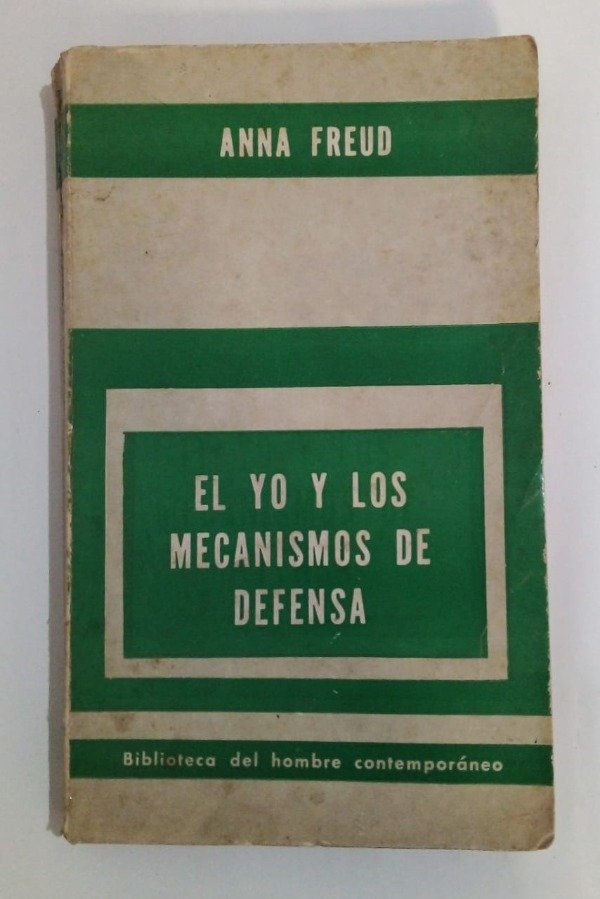 ANNA FREUD
EL YO Y LOS
MECANISMOS DE
DEFENSA
Biblioteca del hombre contemporáneo